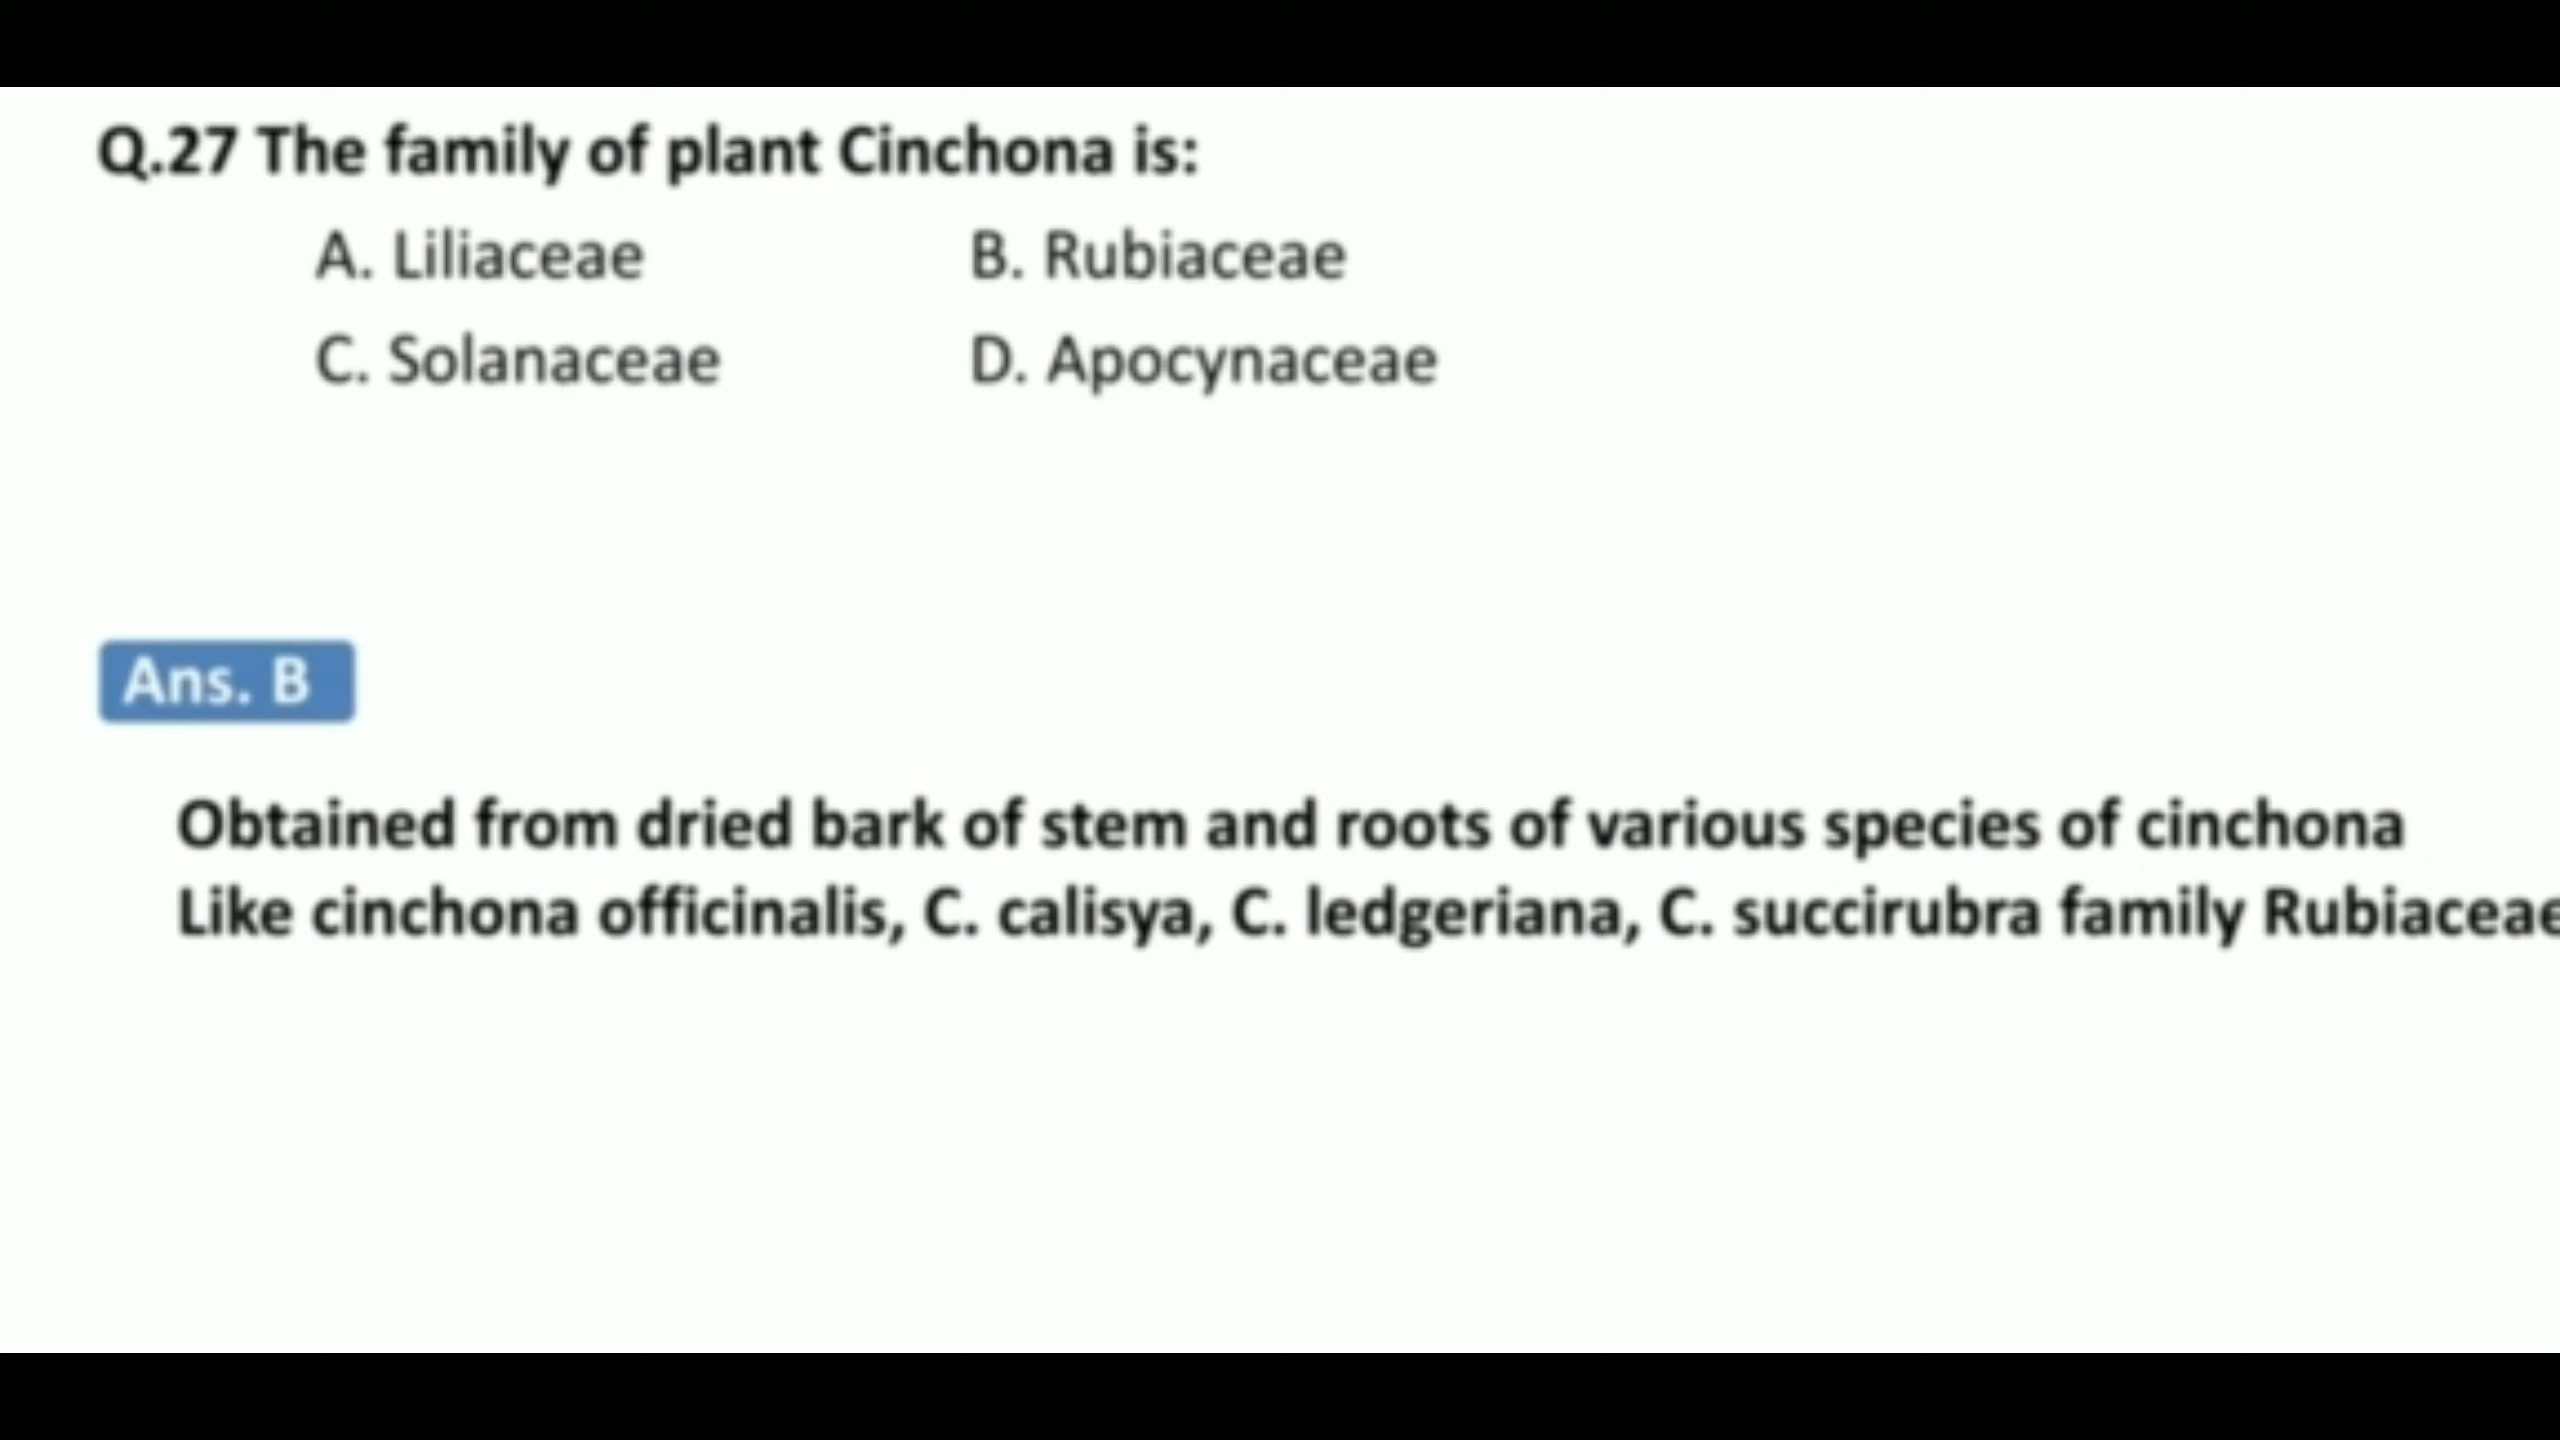 Q.27 The family of plant Cinchona is:
A. Liliaceae B. Rubiaceae
C. Solanaceae D. Apocynaceae
Ans. B
Obtained from dried bark of stem and roots of various species of cinchona
Like cinchona officinalis, C. calisya, C. ledgeriana, C. succirubra family Rubiaceae